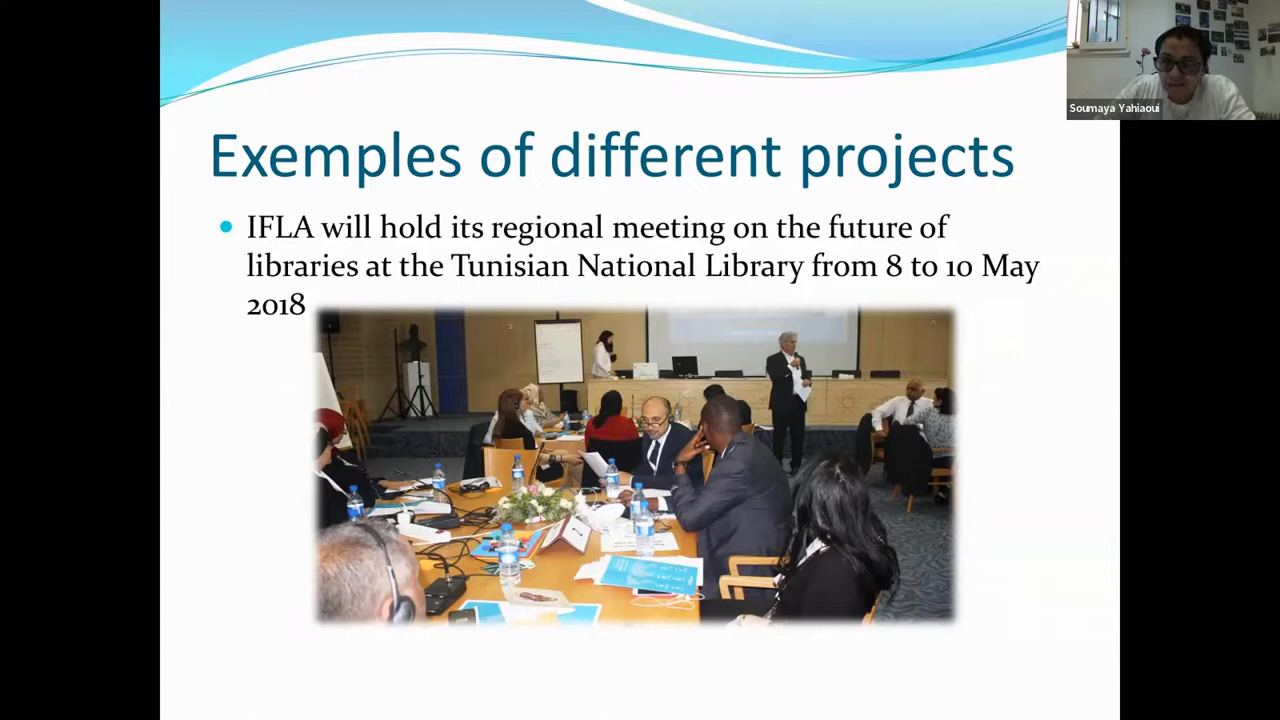 Exemples of different projects
IFLA will hold its regional meeting on the future of
libraries at the Tunisian National Library from 8 to 10 May
2018
Soumaya Yahiaoui